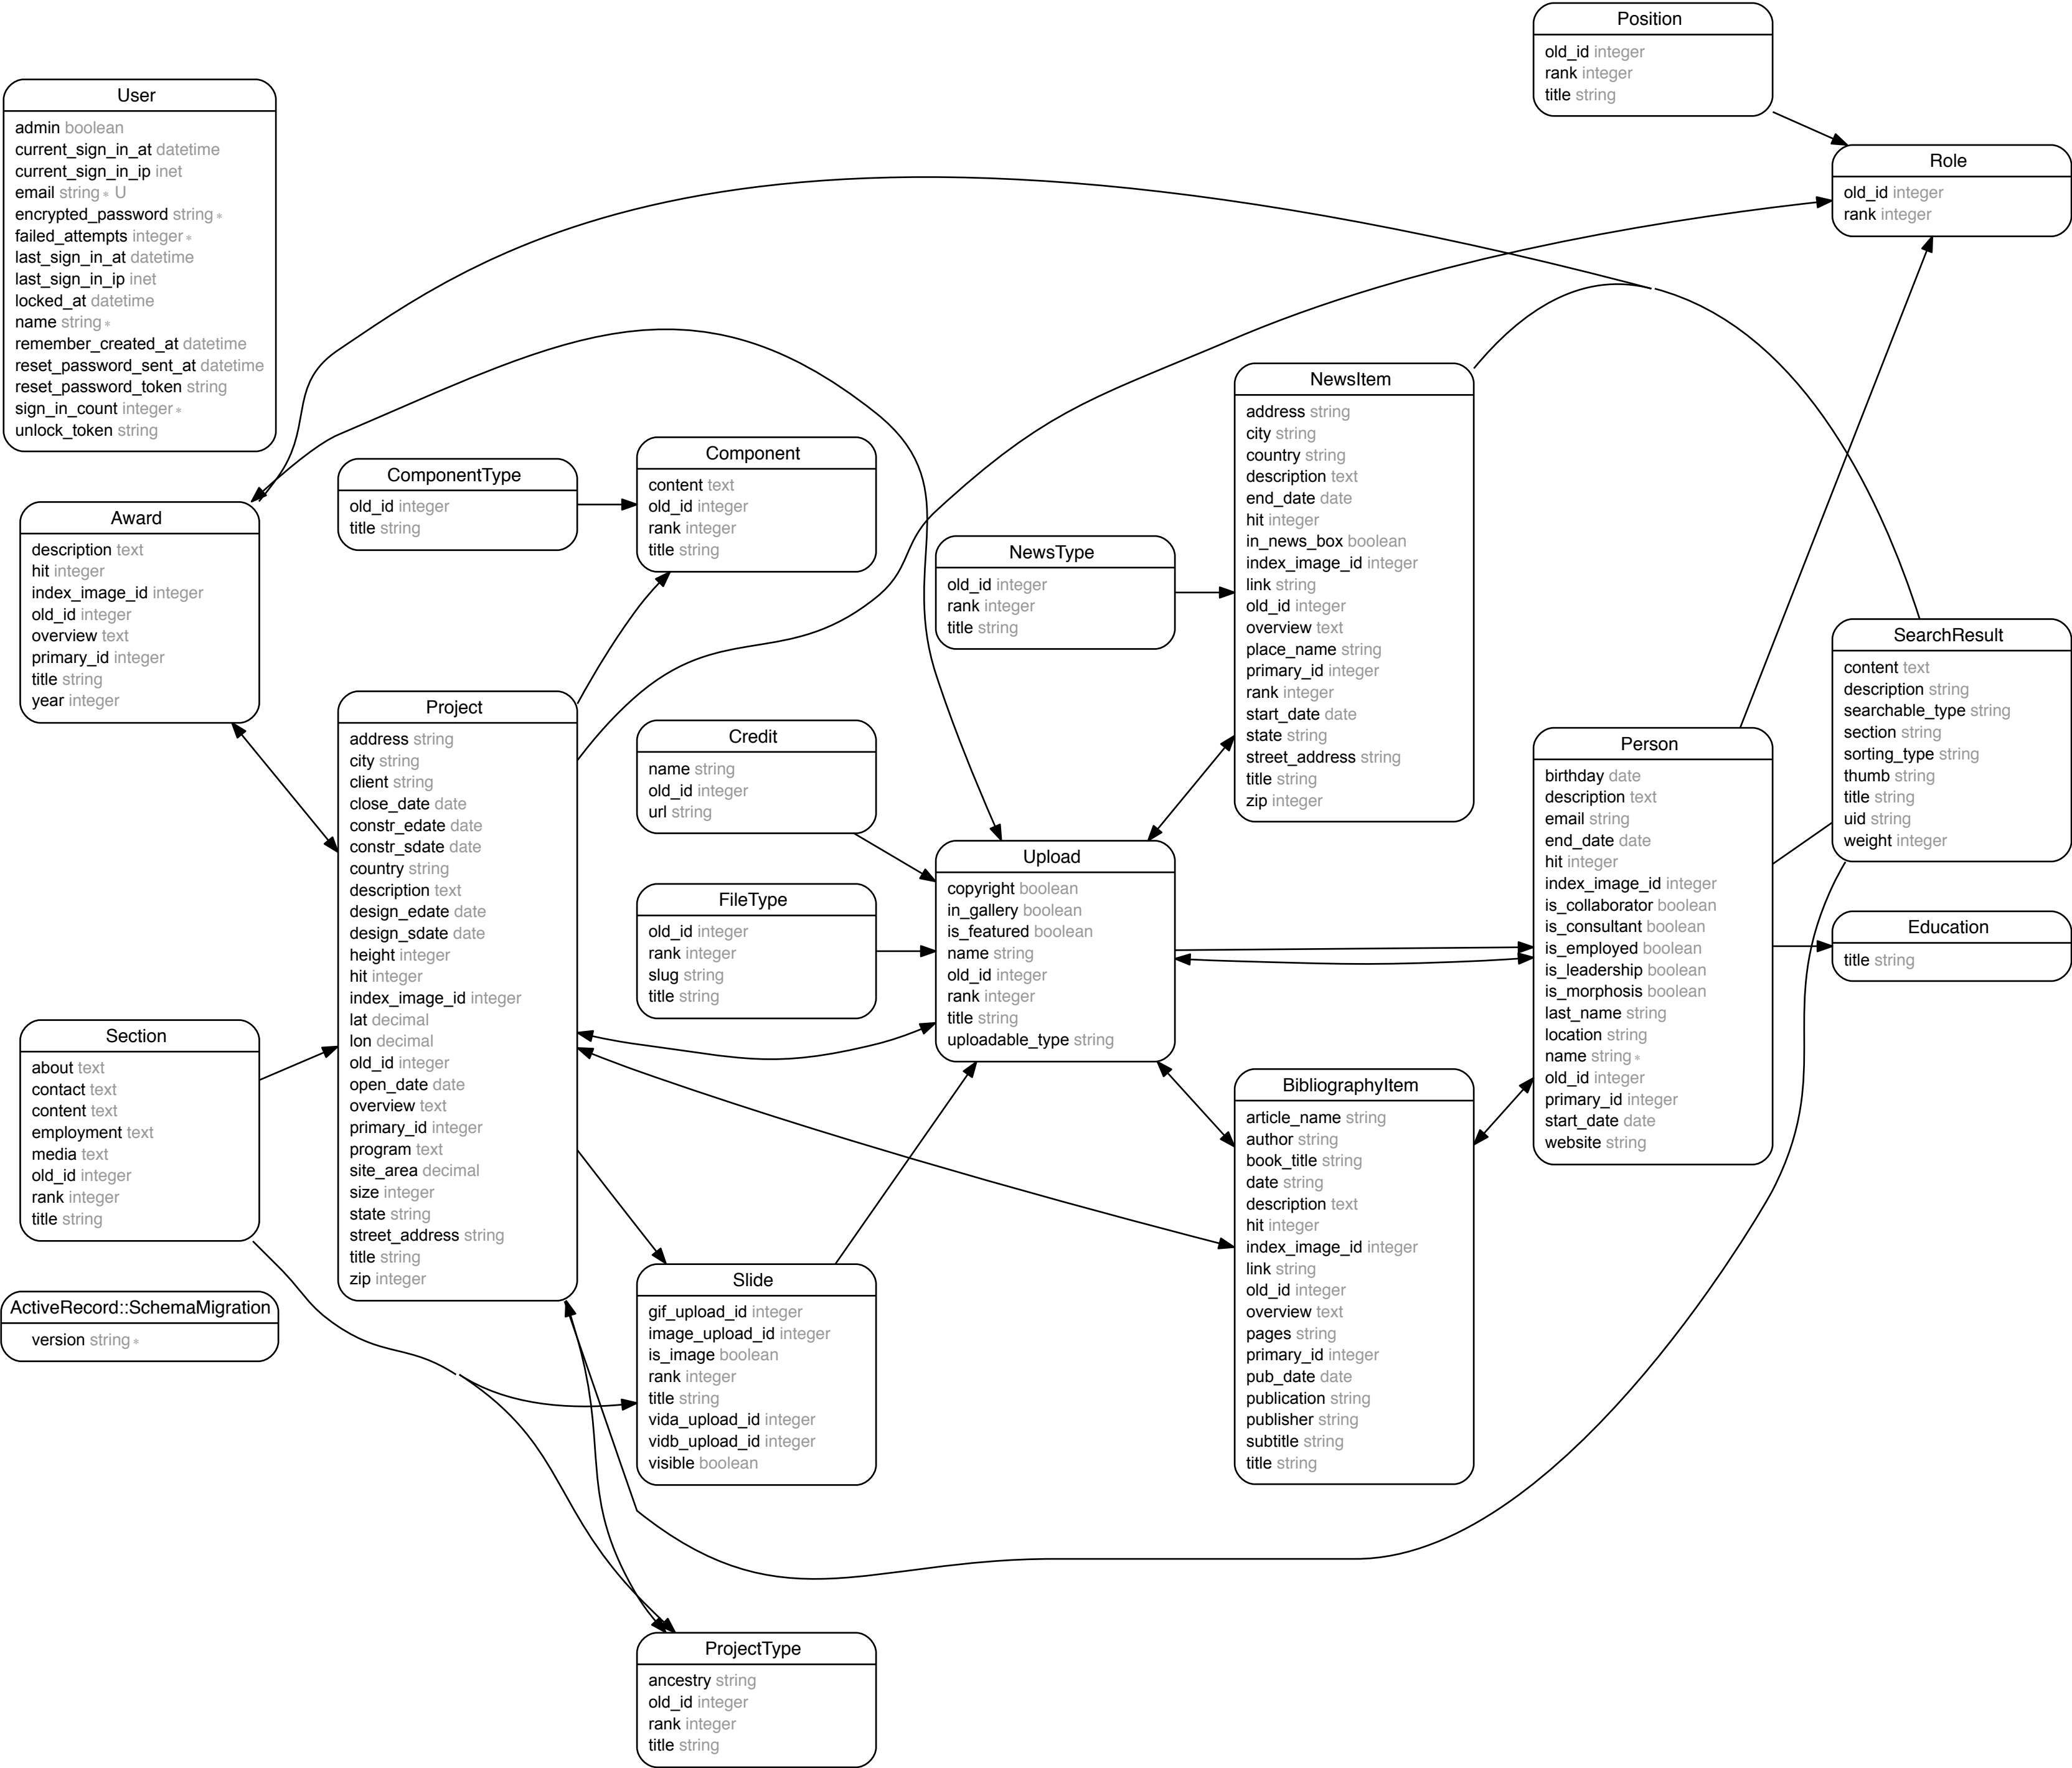 Position
old_id integer
rank integer
title string
User
admin boolean
current_sign_in_at datetime
current_sign_in_ip inet
email string∗ U
encrypted_password string∗
failed_attempts integer∗
last_sign_in_at datetime
last_sign_in_ip inet
locked_at datetime
name string∗
remember_created_at datetime
reset_password_sent_at datetime
reset_password_token string
sign_in_count integer∗
unlock_token string
Role
old_id integer
rank integer
NewsItem
address string
city string
country string
description text
end_date date
hit integer
in_news_box boolean
index_image_id integer
link string
old_id integer
overview text
place_name string
primary_id integer
rank integer
start_date date
state string
street_address string
title string
zip integer
Component
content text
old_id integer
rank integer
title string
ComponentType
old_id integer
title string
Award
description text
hit integer
index_image_id integer
old_id integer
overview text
primary_id integer
title string
year integer
NewsType
old_id integer
rank integer
title string
SearchResult
content text
description string
searchable_type string
section string
sorting_type string
thumb string
title string
uid string
weight integer
Project
address string
city string
client string
close_date date
constr_edate date
constr_sdate date
country string
description text
design_edate date
design_sdate date
height integer
hit integer
index_image_id integer
lat decimal
lon decimal
old_id integer
open_date date
overview text
primary_id integer
program text
site_area decimal
size integer
state string
street_address string
title string
zip integer
Credit
name string
old_id integer
url string
Person
birthday date
description text
email string
end_date date
hit integer
index_image_id integer
is_collaborator boolean
is_consultant boolean
is_employed boolean
is_leadership boolean
is_morphosis boolean
last_name string
location string
name string∗
old_id integer
primary_id integer
start_date date
website string
Upload
copyright boolean
in_gallery boolean
is_featured boolean
name string
old_id integer
rank integer
title string
uploadable_type string
FileType
old_id integer
rank integer
slug string
title string
Education
title string
Section
about text
contact text
content text
employment text
media text
old_id integer
rank integer
title string
BibliographyItem
article_name string
author string
book_title string
date string
description text
hit integer
index_image_id integer
link string
old_id integer
overview text
pages string
primary_id integer
pub_date date
publication string
publisher string
subtitle string
title string
Slide
gif_upload_id integer
image_upload_id integer
is_image boolean
rank integer
title string
vida_upload_id integer
vidb_upload_id integer
visible boolean
ActiveRecord::SchemaMigration
version string∗
ProjectType
ancestry string
old_id integer
rank integer
title string